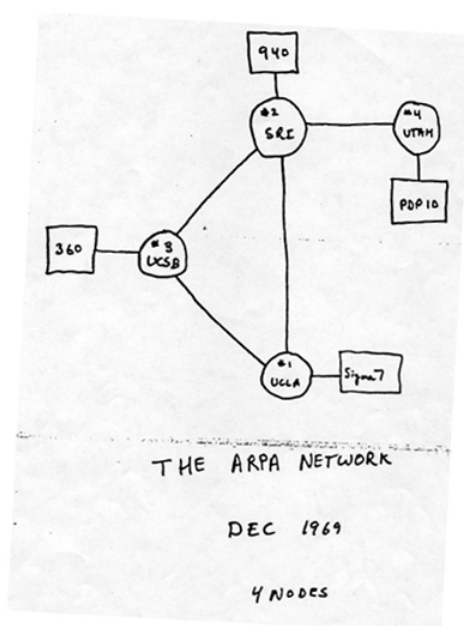 940
#2
SRI
#4
UTAH
PDP10
360
#3
UCSB
#1
UCLA
Sigma7
THE ARPA NETWORK
DEC 1969
4 NODES